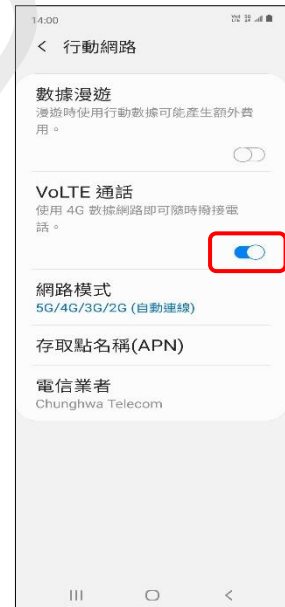 14:00
行動網路
數據漫遊
漫遊時使用行動數據可能產生額外費
用。
VoLTE 通話
使用 4G 數據網路即可隨時撥接電
話。
網路模式
5G/4G/3G/2G (自動連線)
存取點名稱(APN)
電信業者
Chunghwa Telecom